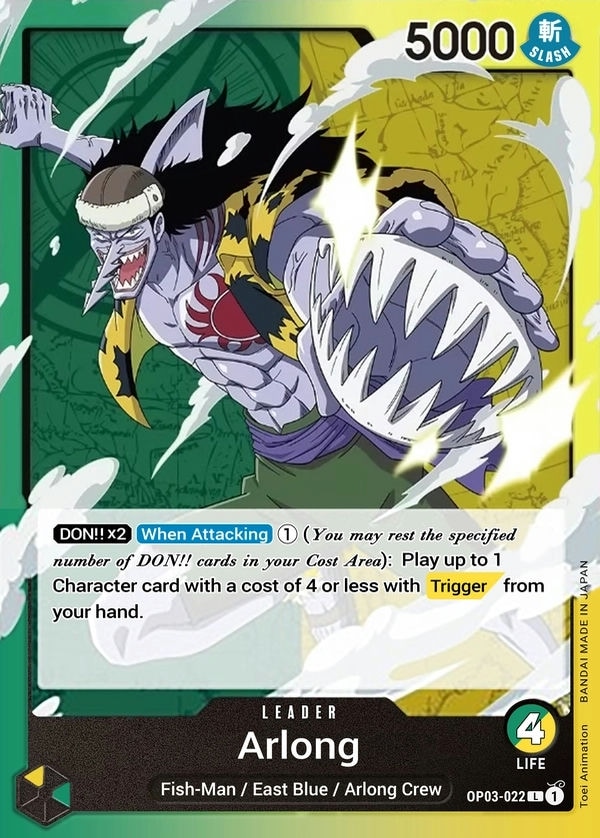 5000
斬
SLASH
DON!!×2 When Attacking ① (You may rest the specified
number of DON!! cards in your Cost Area): Play up to 1
Character card with a cost of 4 or less with Trigger from
your hand.
LEADER
Arlong
4
LIFE
Fish-Man / East Blue / Arlong Crew
OP03-022 L 1
Toei Animation BANDAI MADE IN JAPAN